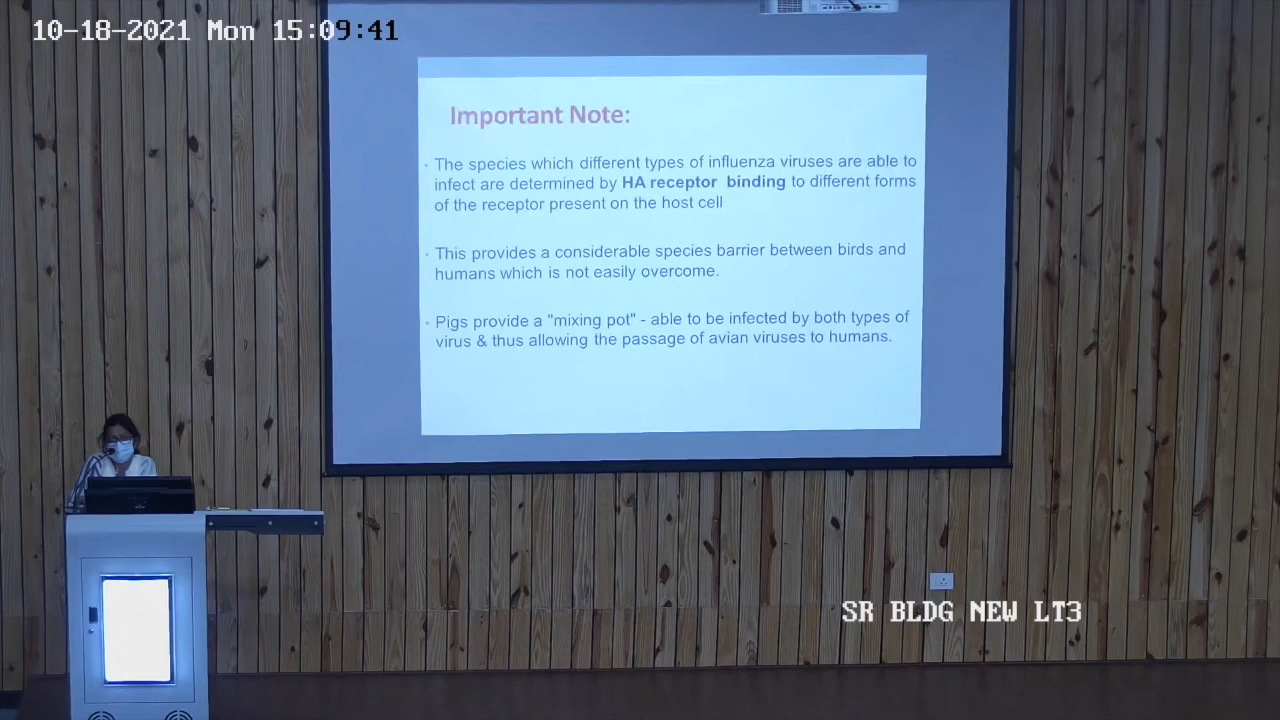 10-18-2021 Mon 15:09:41
Important Note:
• The species which different types of influenza viruses are able to
infect are determined by HA receptor binding to different forms
of the receptor present on the host cell
• This provides a considerable species barrier between birds and
humans which is not easily overcome.
• Pigs provide a "mixing pot" - able to be infected by both types of
virus & thus allowing the passage of avian viruses to humans.
SR BLDG NEW LT3